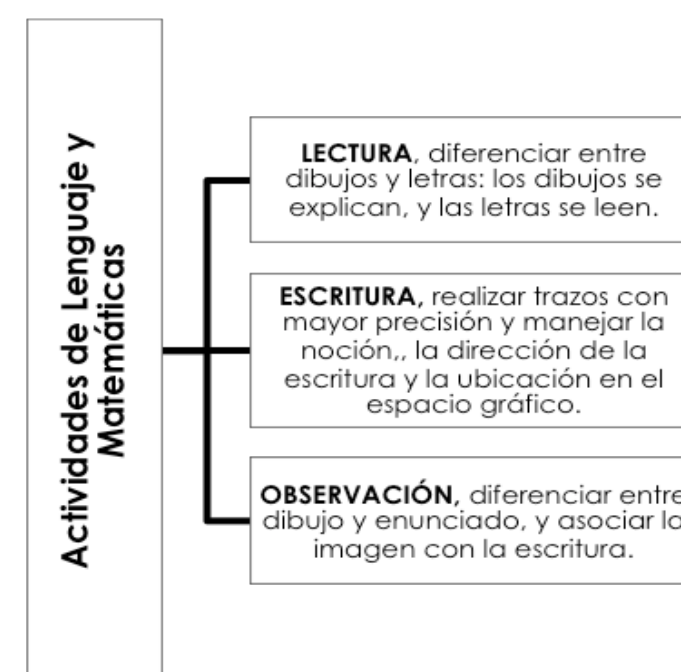 Actividades de Lenguaje y
Matemáticas
LECTURA, diferenciar entre
dibujos y letras: los dibujos se
explican, y las letras se leen.
ESCRITURA, realizar trazos con
mayor precisión y manejar la
noción,, la dirección de la
escritura y la ubicación en el
espacio gráfico.
OBSERVACIÓN, diferenciar entre
dibujo y enunciado, y asociar la
imagen con la escritura.